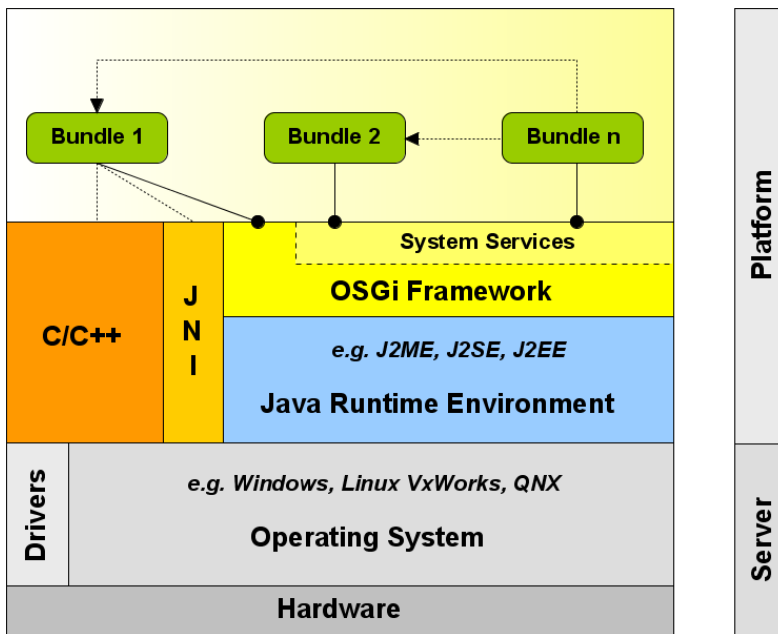 Bundle 1
Bundle 2
Bundle n
System Services
OSGi Framework
C/C++
J
N
I
e.g. J2ME, J2SE, J2EE
Java Runtime Environment
Drivers
e.g. Windows, Linux VxWorks, QNX
Operating System
Hardware
Platform
Server